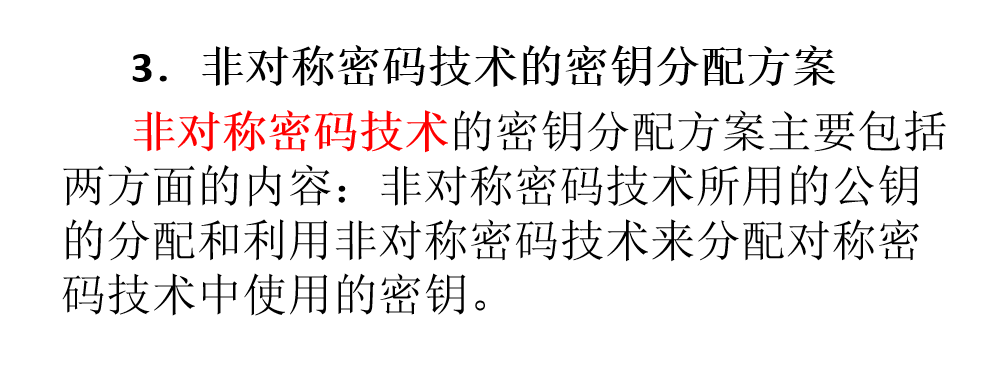 3．非对称密码技术的密钥分配方案
非对称密码技术的密钥分配方案主要包括
两方面的内容：非对称密码技术所用的公钥
的分配和利用非对称密码技术来分配对称密
码技术中使用的密钥。